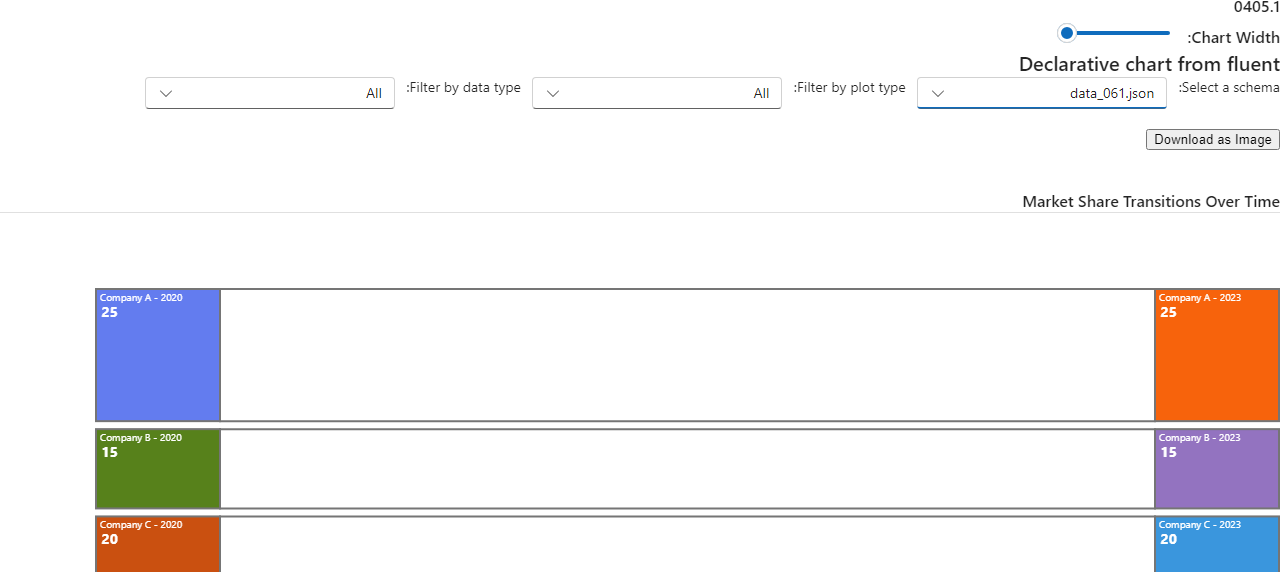 0405.1
:Chart Width
Declarative chart from fluent
:Select a schema
data_061.json
:Filter by plot type
All
:Filter by data type
All
Download as Image
Market Share Transitions Over Time
Company A - 2020
25
Company A - 2023
25
Company B - 2020
15
Company B - 2023
15
Company C - 2020
20
Company C - 2023
20